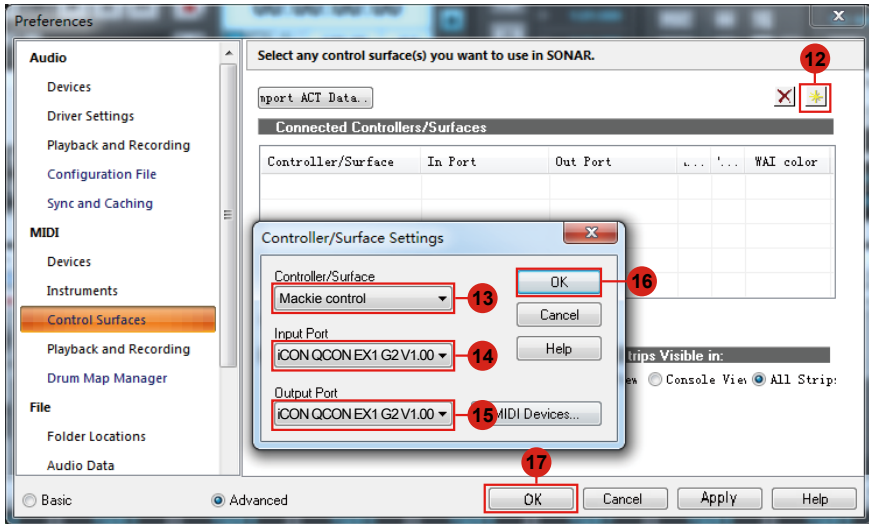 Preferences
x
Audio
Devices
Driver Settings
Playback and Recording
Configuration File
Sync and Caching
MIDI
Devices
Instruments
Control Surfaces
Playback and Recording
Drum Map Manager
File
Folder Locations
Audio Data
Basic
Advanced
Select any control surface(s) you want to use in SONAR.
12
mport ACT Data..
Connected Controllers/Surfaces
Controller/Surface In Port Out Port ... '... WAI color
Controller/Surface Settings
x
Controller/Surface
Mackie control
13
OK
16
Cancel
Input Port
iCON QCON EX1 G2 V1.00
14
Help
Output Port
iCON QCON EX1 G2 V1.00
15
MIDI Devices...
trips Visible in:
ew Console View All Strip:
17
OK Cancel Apply Help